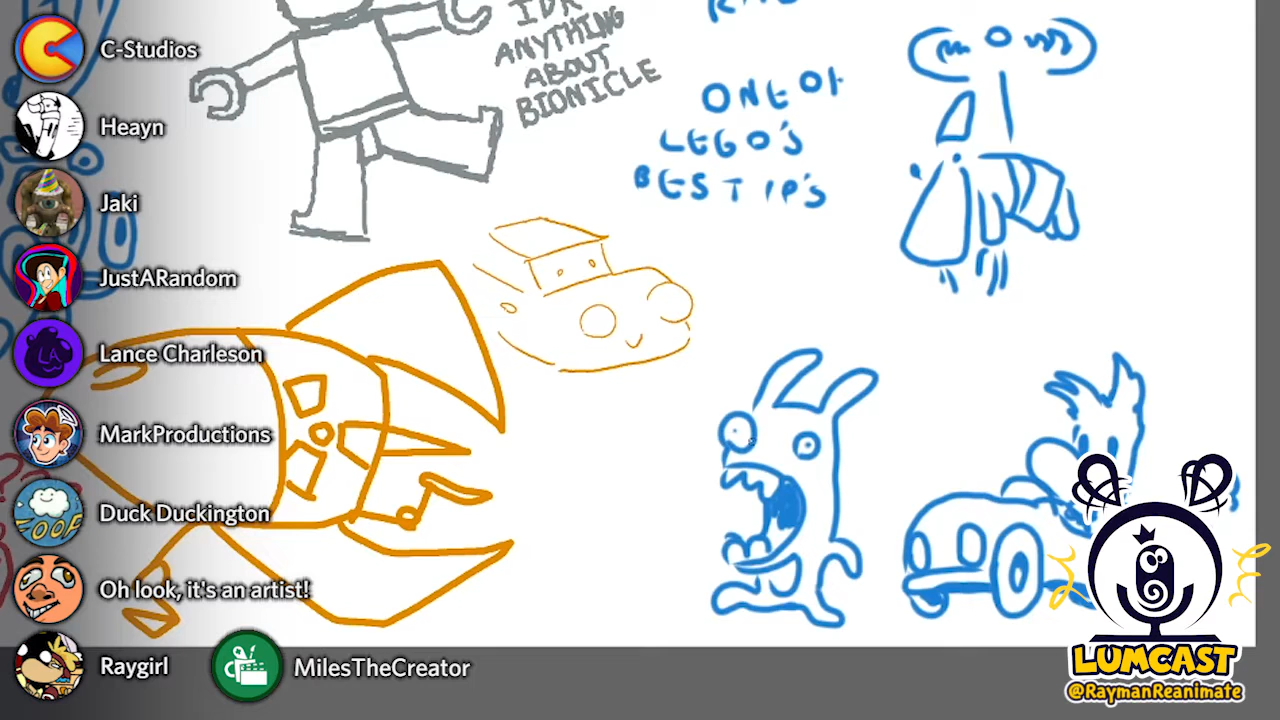 C-Studios
Heayn
Jaki
JustARandom
Lance Charleson
MarkProductions
Duck Duckington
FOOP
Oh look, it's an artist!
Raygirl
MilesTheCreator
IDK
ANYTHING
ABOUT
BIONICLE
ONE OF
LEGO'S
BEST IP'S
LUMCAST
@RaymanReanimate